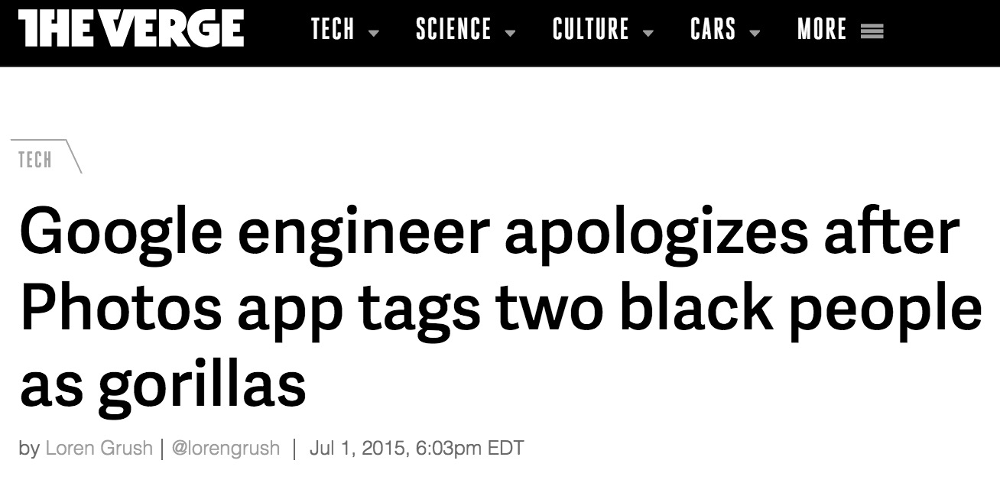 THE VERGE TECH SCIENCE CULTURE CARS MORE
TECH
Google engineer apologizes after
Photos app tags two black people
as gorillas
by Loren Grush | @lorengrush | Jul 1, 2015, 6:03pm EDT